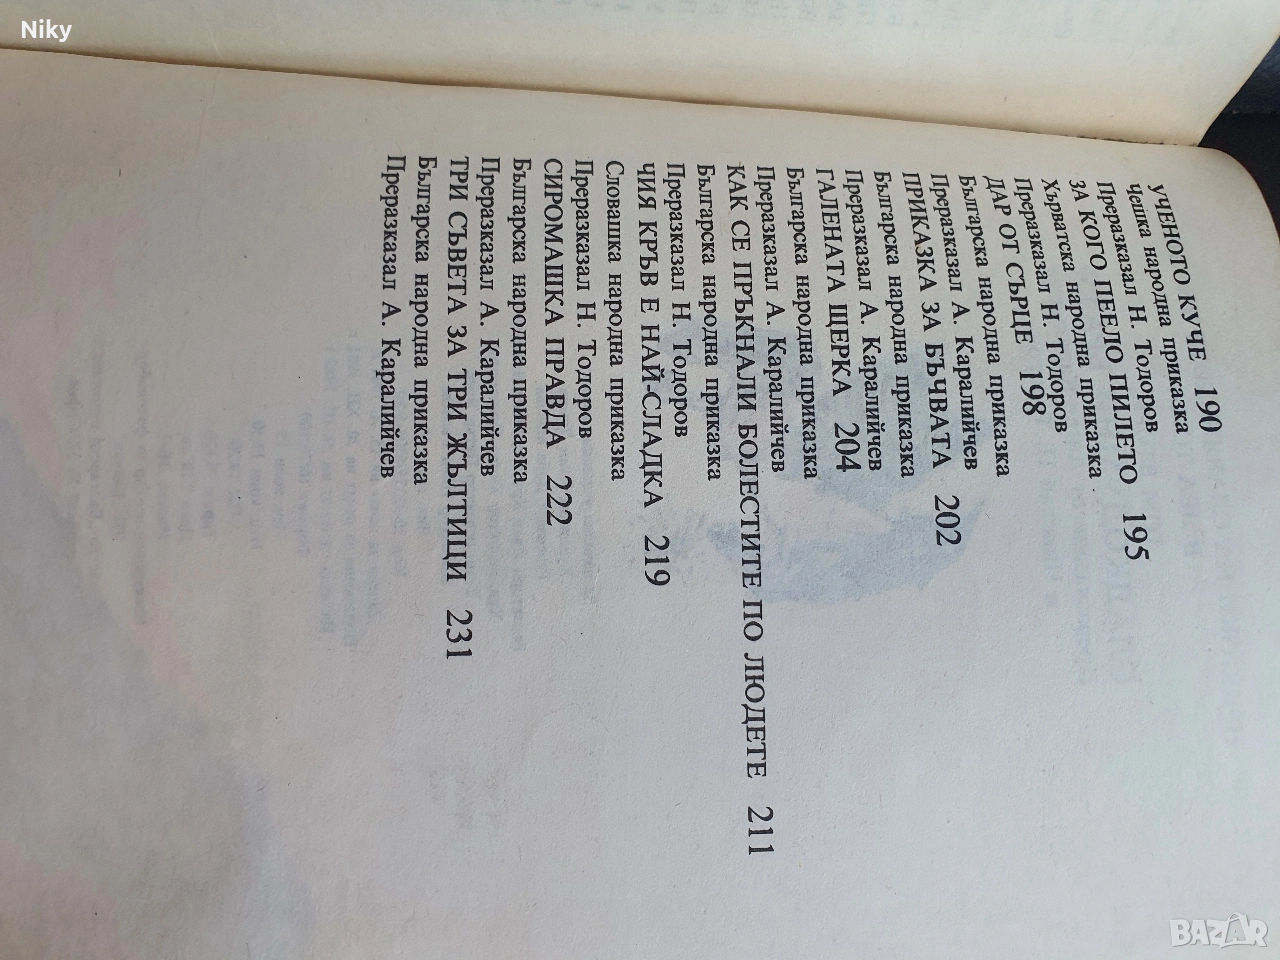 Niky
УЧЕНОТО КУЧЕ 190
Чешка народна приказка
Преразказал Н. Тодоров
ЗА КОГО ПЕЕЛО ПИЛЕТО 195
Хърватска народна приказка
Преразказал Н. Тодоров
ДАР ОТ СЪРЦЕ 198
Българска народна приказка
Преразказал А. Каралийчев
ПРИКАЗКА ЗА БЪЧВАТА 202
Българска народна приказка
Преразказал А. Каралийчев
ГАЛЕНАТА ЩЕРКА 204
Българска народна приказка
Преразказал А. Каралийчев
КАК СЕ ПРЪКНАЛИ БОЛЕСТИТЕ ПО ЛЮДЕТЕ 211
Българска народна приказка
Преразказал Н. Тодоров
ЧИЯ КРЪВ Е НАЙ-СЛАДКА 219
Словашка народна приказка
Преразказал Н. Тодоров
СИРОМАШКА ПРАВДА 222
Българска народна приказка
Преразказал А. Каралийчев
ТРИ СЪВЕТА ЗА ТРИ ЖЪЛТИЦИ 231
Българска народна приказка
Преразказал А. Каралийчев
BAZAR